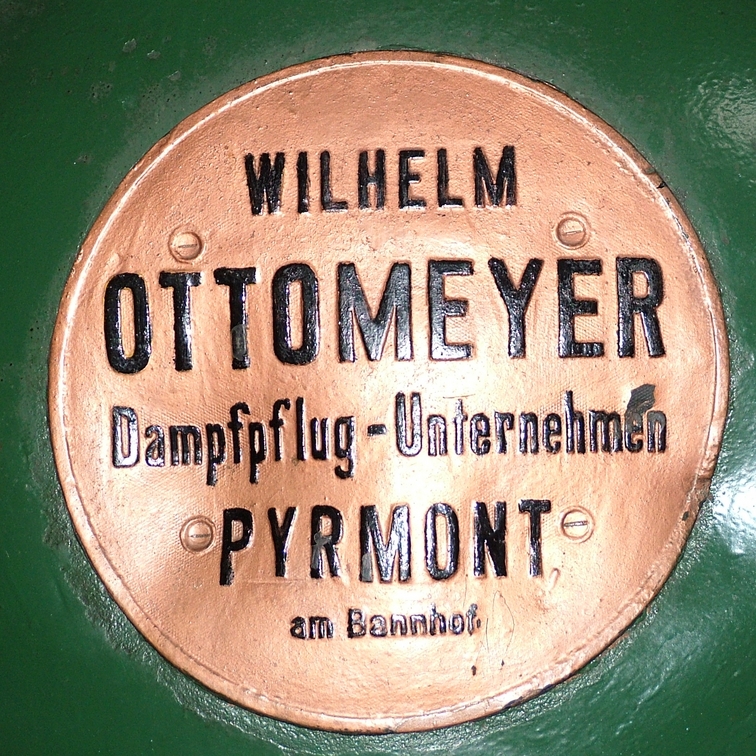 WILHELM
OTTOMEYER
Dampfpflug-Unternehmen
PYRMONT
am Bahnhof